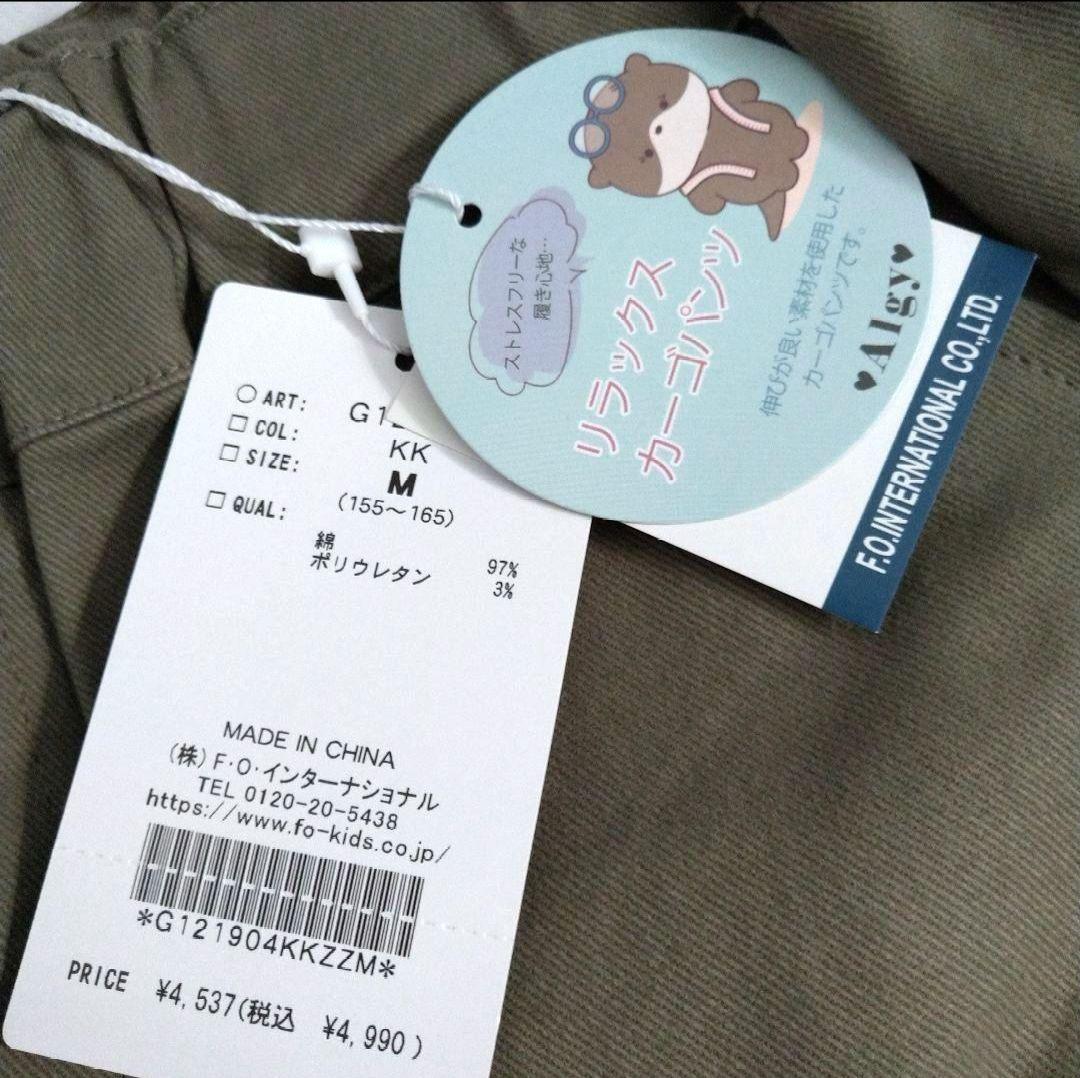 ストレスフリーな
履き心地…
リラックス
カーゴパンツ
伸びが良い素材を使用した
カーゴパンツです。
♥Algy♥
F.O.INTERNATIONAL CO.,LTD.
○ ART: G12
□ COL: KK
□ SIZE: M
(155～165)
□ QUAL:
綿 97%
ポリウレタン 3%
MADE IN CHINA
(株)F・O・インターナショナル
TEL 0120-20-5438
https://www.fo-kids.co.jp/
*G121904KKZZM*
PRICE ¥4,537(税込 ¥4,990)